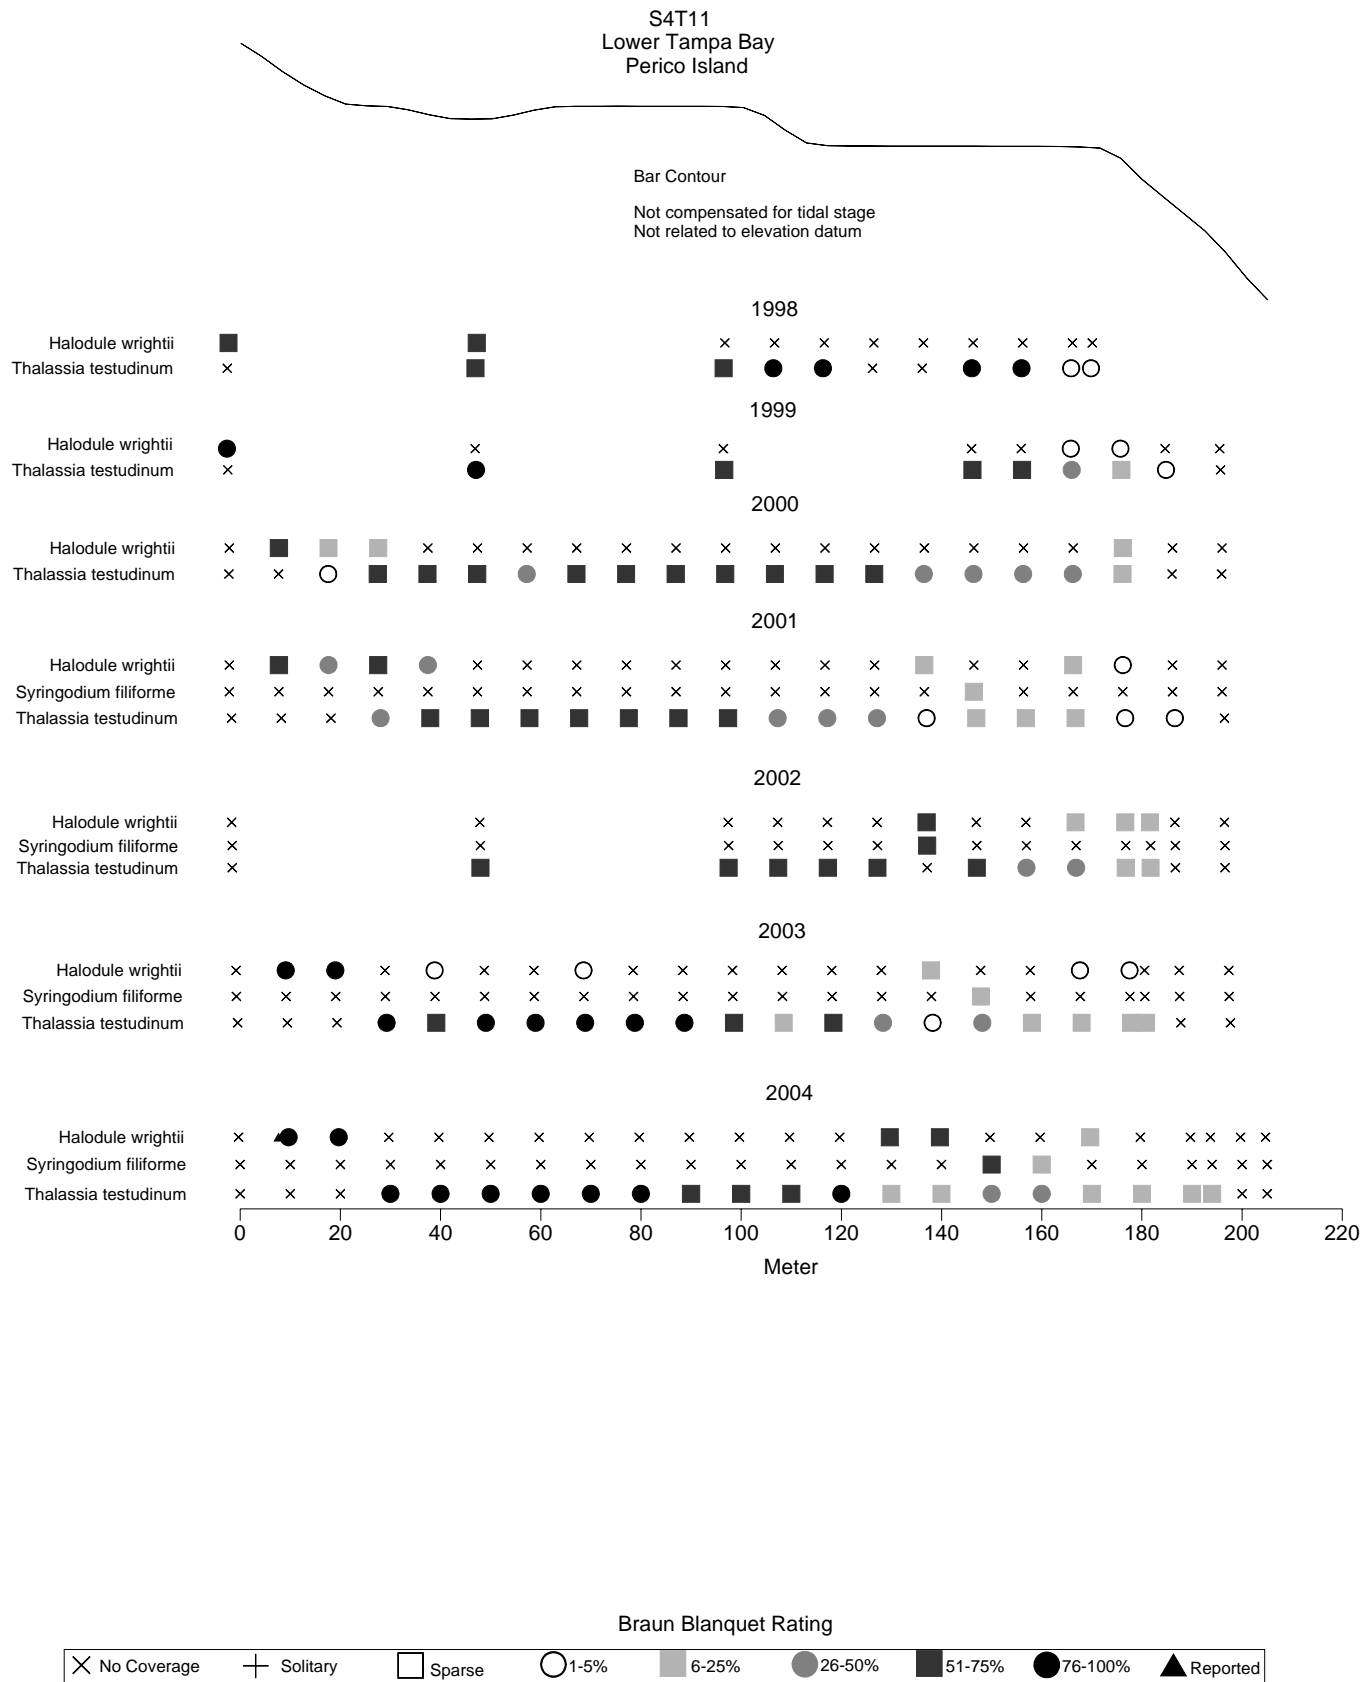 S4T11
Lower Tampa Bay
Perico Island
Bar Contour
Not compensated for tidal stage
Not related to elevation datum
1998
Halodule wrightii
Thalassia testudinum
1999
Halodule wrightii
Thalassia testudinum
2000
Halodule wrightii
Thalassia testudinum
2001
Halodule wrightii
Syringodium filiforme
Thalassia testudinum
2002
Halodule wrightii
Syringodium filiforme
Thalassia testudinum
2003
Halodule wrightii
Syringodium filiforme
Thalassia testudinum
2004
Halodule wrightii
Syringodium filiforme
Thalassia testudinum
0 20 40 60 80 100 120 140 160 180 200 220
Meter
Braun Blanquet Rating
No Coverage Solitary Sparse 1-5% 6-25% 26-50% 51-75% 76-100% Reported